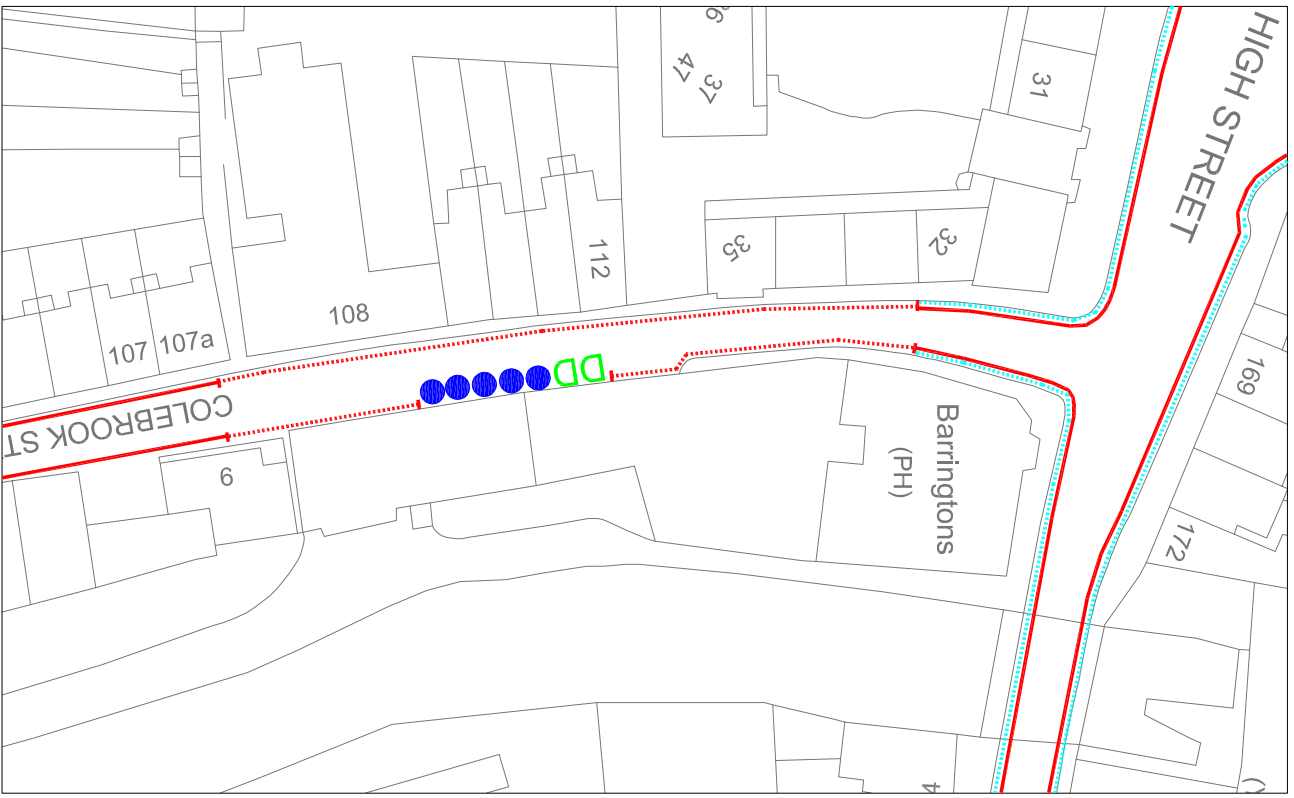 HIGH STREET
31
47
37
32
35
112
108
107
107a
COLEBROOK ST
DD
6
Barringtons
(PH)
169
172